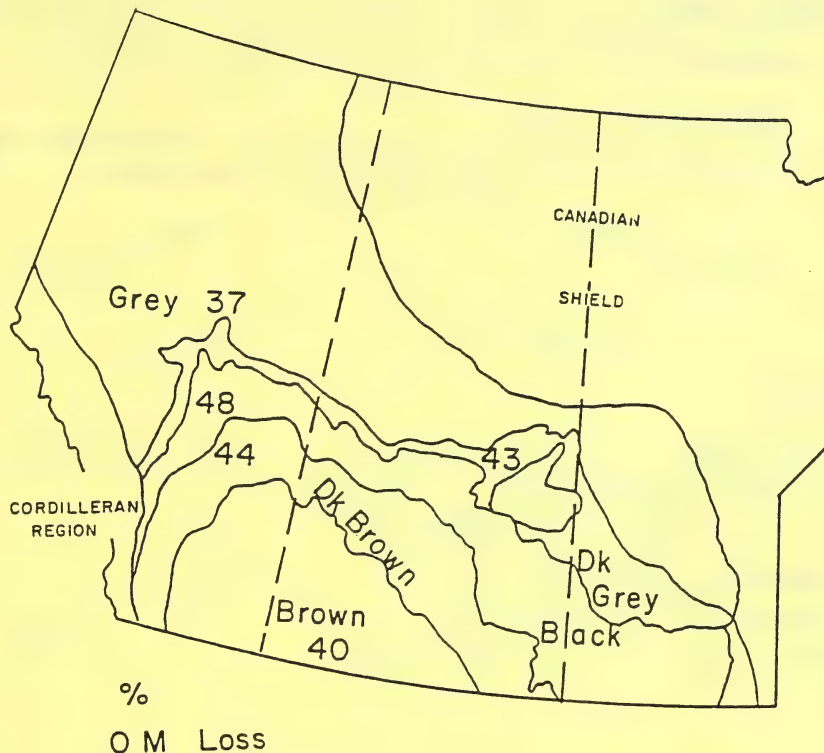 CANADIAN
SHIELD
Grey 37
48
44
43
CORDILLERAN
REGION
Dk Brown
Dk
Grey
Brown
40
Black
%
O M Loss